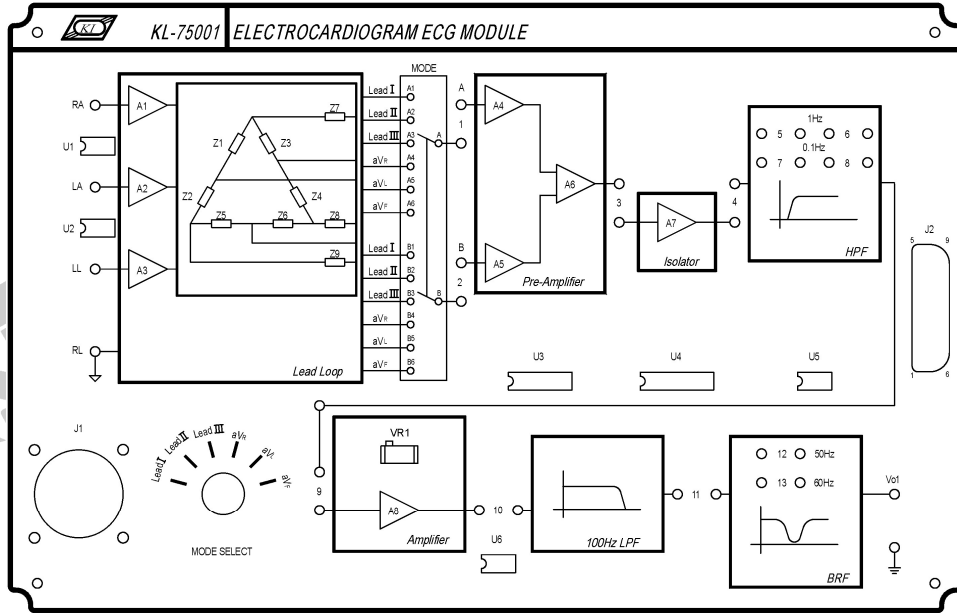 KL KL-75001 ELECTROCARDIOGRAM ECG MODULE
MODE
RA A1
U1
LA A2
U2
LL A3
RL
Z1 Z3 Z7
Z2 Z4
Z5 Z6 Z8
Z9
Lead Loop
Lead I A1
Lead II A2
Lead III A3 A
aVR A4
aVL A5
aVF A6
Lead I B1
Lead II B2
Lead III B3 B
aVR B4
aVL B5
aVF B6
A
1
B
2
A4
A5
A6
Pre-Amplifier
3
A7
Isolator
4
1Hz
5 6
0.1Hz
7 8
HPF
J2
5 9
1 6
U3 U4 U5
J1
Lead I Lead II Lead III aVR aVL aVF
MODE SELECT
9
VR1
A8
Amplifier
10
U6
100Hz LPF
11
12 50Hz
13 60Hz
BRF
Vo1